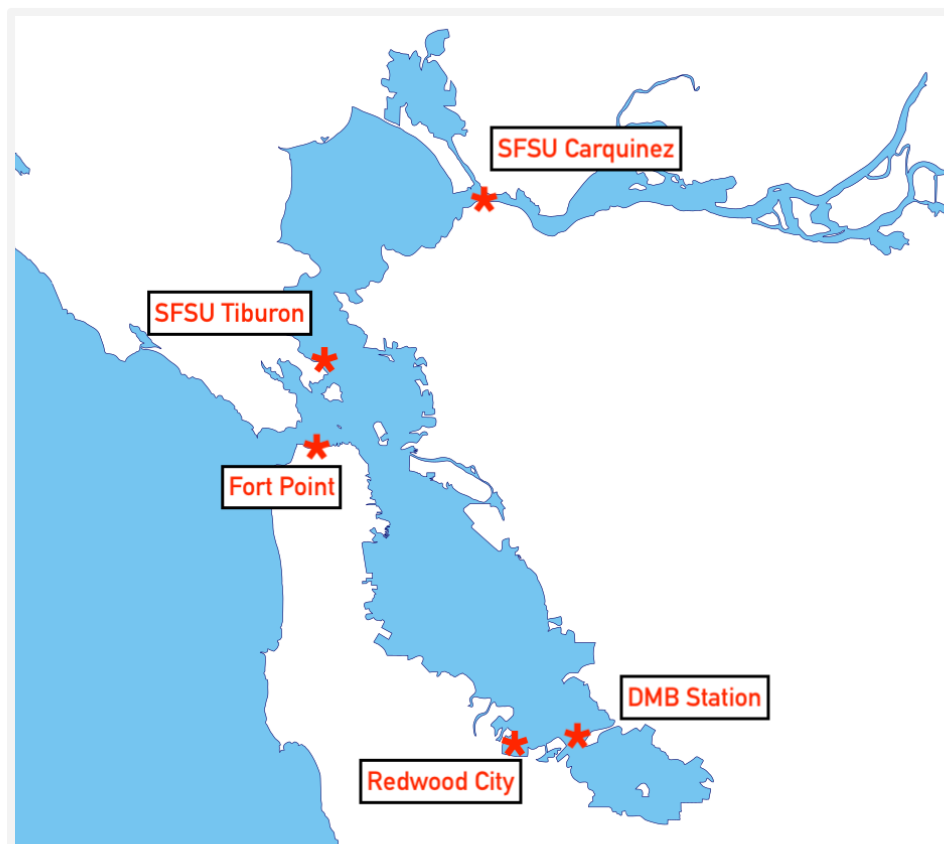 SFSU Carquinez
SFSU Tiburon
Fort Point
DMB Station
Redwood City